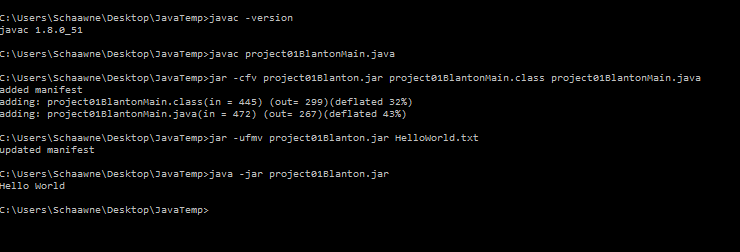 C:\Users\Schaawne\Desktop\JavaTemp>javac -version
javac 1.8.0_51
C:\Users\Schaawne\Desktop\JavaTemp>javac project01BlantonMain.java
C:\Users\Schaawne\Desktop\JavaTemp>jar -cfv project01Blanton.jar project01BlantonMain.class project01BlantonMain.java
added manifest
adding: project01BlantonMain.class(in = 445) (out= 299)(deflated 32%)
adding: project01BlantonMain.java(in = 472) (out= 267)(deflated 43%)
C:\Users\Schaawne\Desktop\JavaTemp>jar -ufmv project01Blanton.jar HelloWorld.txt
updated manifest
C:\Users\Schaawne\Desktop\JavaTemp>java -jar project01Blanton.jar
Hello World
C:\Users\Schaawne\Desktop\JavaTemp>